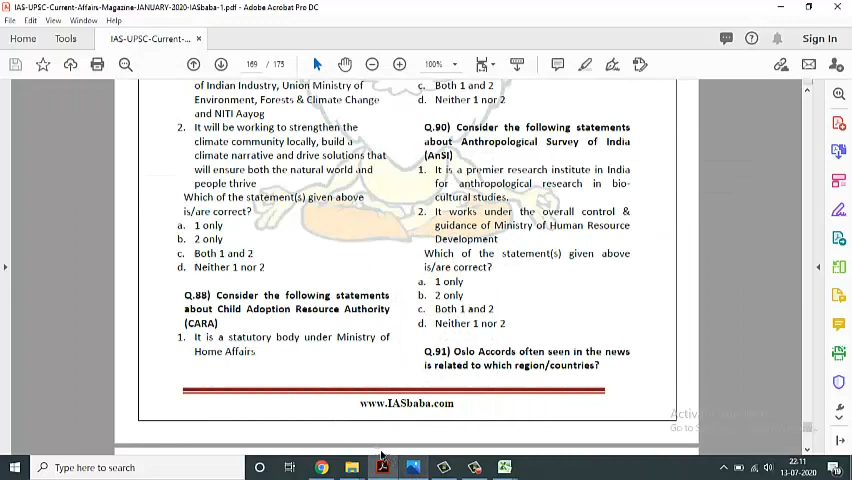 IAS-UPSC-Current-Affairs-Magazine-JANUARY-2020-IASbaba-1.pdf - Adobe Acrobat Pro DC
File Edit View Window Help
Home Tools IAS-UPSC-Current-... × Sign In
169 / 175 100%
of Indian Industry, Union Ministry of
Environment, Forests & Climate Change
and NITI Aayog
2. It will be working to strengthen the
climate community locally, build a
climate narrative and drive solutions that
will ensure both the natural world and
people thrive
Which of the statement(s) given above
is/are correct?
a. 1 only
b. 2 only
c. Both 1 and 2
d. Neither 1 nor 2
Q.88) Consider the following statements
about Child Adoption Resource Authority
(CARA)
1. It is a statutory body under Ministry of
Home Affairs
c. Both 1 and 2
d. Neither 1 nor 2
Q.90) Consider the following statements
about Anthropological Survey of India
(AnSI)
1. It is a premier research institute in India
for anthropological research in bio-
cultural studies.
2. It works under the overall control &
guidance of Ministry of Human Resource
Development
Which of the statement(s) given above
is/are correct?
a. 1 only
b. 2 only
c. Both 1 and 2
d. Neither 1 nor 2
Q.91) Oslo Accords often seen in the news
is related to which region/countries?
www.IASbaba.com
Type here to search
22:11
13-07-2020